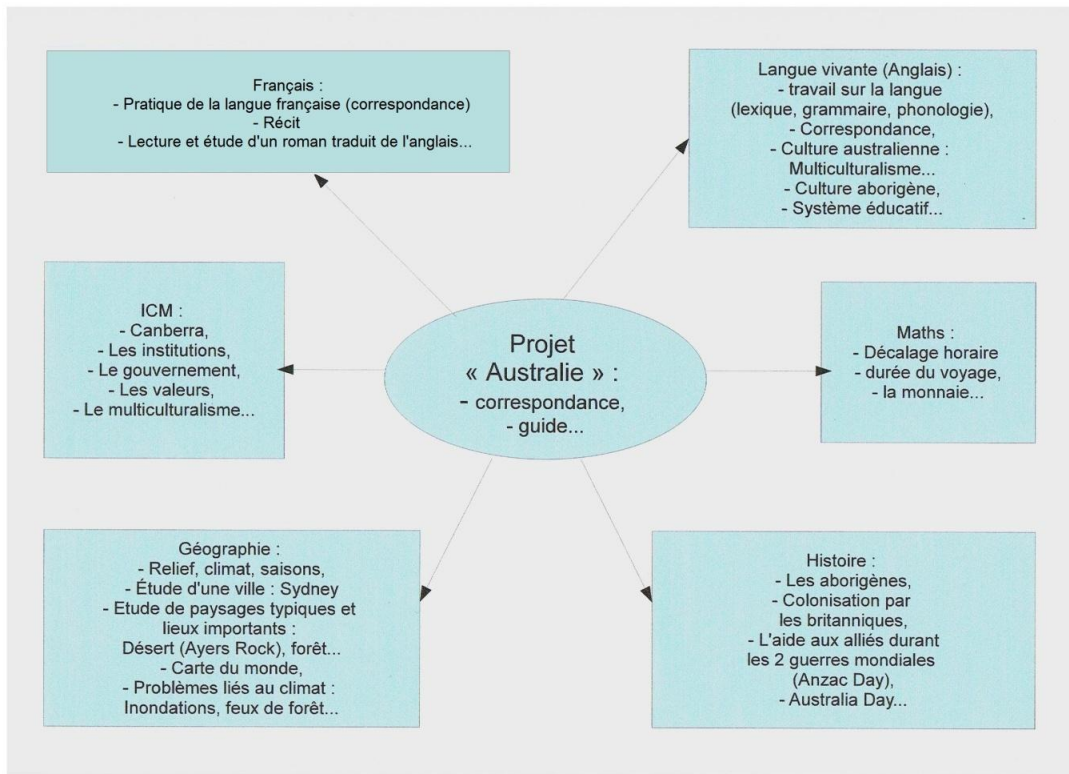 Français :
- Pratique de la langue française (correspondance)
- Récit
- Lecture et étude d'un roman traduit de l'anglais...
Langue vivante (Anglais) :
- travail sur la langue
(lexique, grammaire, phonologie),
- Correspondance,
- Culture australienne :
Multiculturalisme...
- Culture aborigène,
- Système éducatif...
ICM :
- Canberra,
- Les institutions,
- Le gouvernement,
- Les valeurs,
- Le multiculturalisme...
Projet
« Australie » :
- correspondance,
- guide...
Maths :
- Décalage horaire
- durée du voyage,
- la monnaie...
Géographie :
- Relief, climat, saisons,
- Étude d'une ville : Sydney
- Etude de paysages typiques et
lieux importants :
Désert (Ayers Rock), forêt...
- Carte du monde,
- Problèmes liés au climat :
Inondations, feux de forêt...
Histoire :
- Les aborigènes,
- Colonisation par
les britanniques,
- L'aide aux alliés durant
les 2 guerres mondiales
(Anzac Day),
- Australia Day...